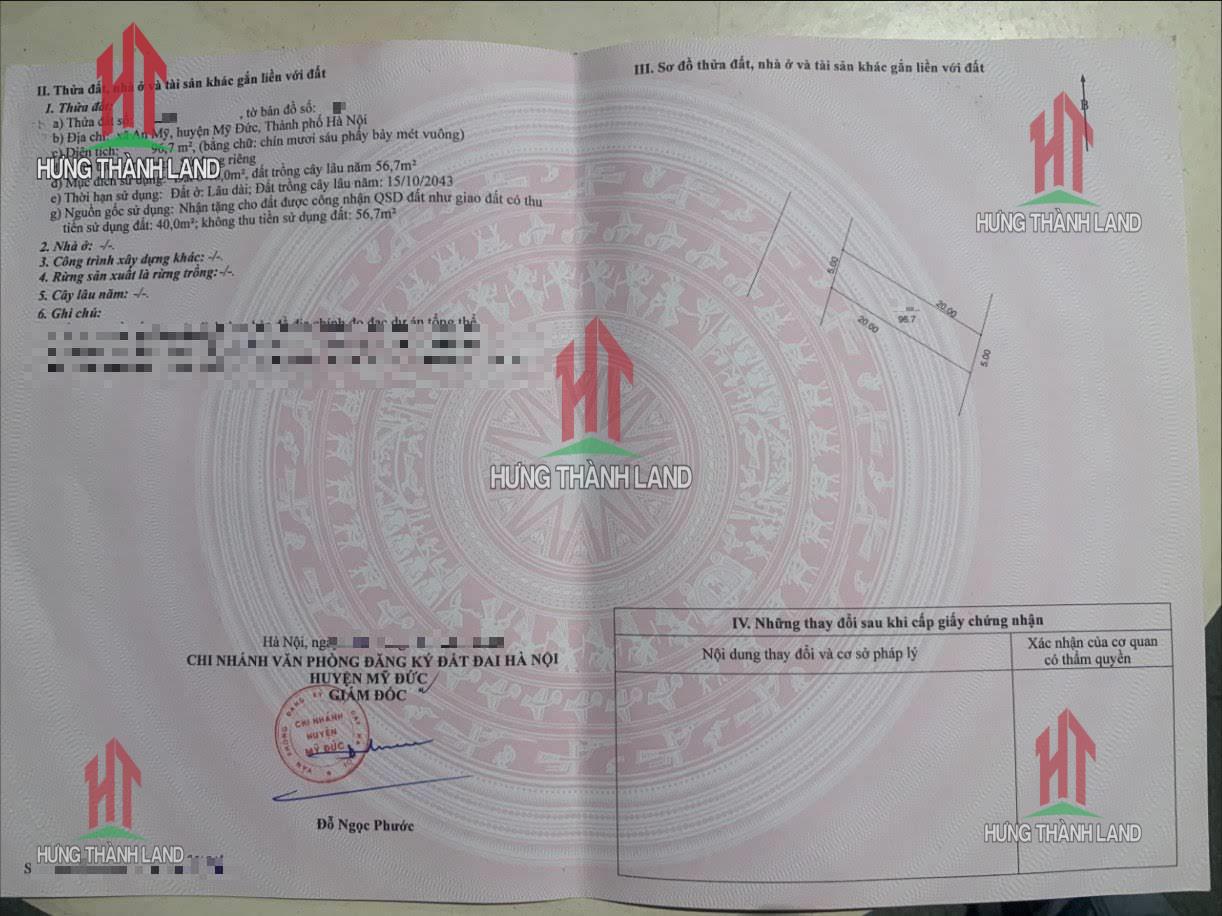 II. Thửa đất, nhà ở và tài sản khác gắn liền với đất
1. Thửa đất:
a) Thửa đất số: , tờ bản đồ số:
b) Địa chỉ: xã An Mỹ, huyện Mỹ Đức, Thành phố Hà Nội
c) Diện tích: 96,7 m², (bằng chữ: chín mươi sáu phẩy bảy mét vuông)
riêng
đ) Mục đích sử dụng: ,0m², đất trồng cây lâu năm 56,7m²
e) Thời hạn sử dụng: Đất ở: Lâu dài; Đất trồng cây lâu năm: 15/10/2043
g) Nguồn gốc sử dụng: Nhận tặng cho đất được công nhận QSD đất như giao đất có thu
tiền sử dụng đất: 40,0m²; không thu tiền sử dụng đất: 56,7m²
2. Nhà ở: -/-.
3. Công trình xây dựng khác: -/-.
4. Rừng sản xuất là rừng trồng: -/-.
5. Cây lâu năm: -/-.
6. Ghi chú:
Hà Nội,
CHI NHÁNH VĂN PHÒNG ĐĂNG KÝ ĐẤT ĐAI HÀ NỘI
HUYỆN MỸ ĐỨC
GIÁM ĐỐC
CHI NHÁNH
HUYỆN
MỸ ĐỨC
Đỗ Ngọc Phước
III. Sơ đồ thửa đất, nhà ở và tài sản khác gắn liền với đất
B
5.00
20.00
96.7
20.00
5.00
IV. Những thay đổi sau khi cấp giấy chứng nhận
Nội dung thay đổi và cơ sở pháp lý
Xác nhận của cơ quan
có thẩm quyền
HƯNG THÀNH LAND
HƯNG THÀNH LAND
HƯNG THÀNH LAND
HƯNG THÀNH LAND
HƯNG THÀNH LAND